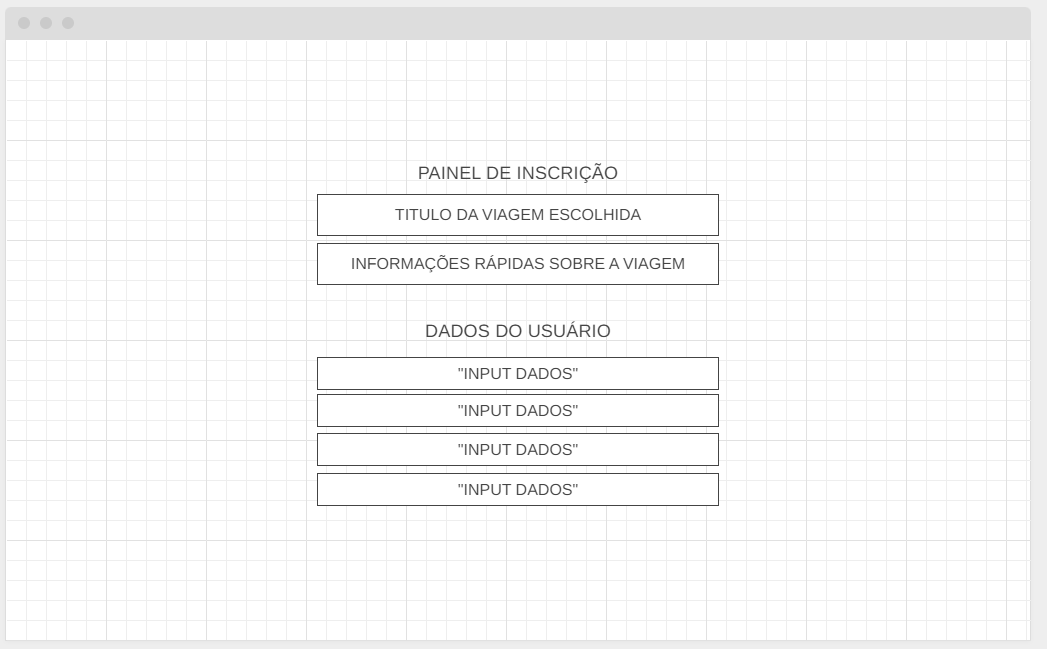 PAINEL DE INSCRIÇÃO
TITULO DA VIAGEM ESCOLHIDA
INFORMAÇÕES RÁPIDAS SOBRE A VIAGEM
DADOS DO USUÁRIO
"INPUT DADOS"
"INPUT DADOS"
"INPUT DADOS"
"INPUT DADOS"